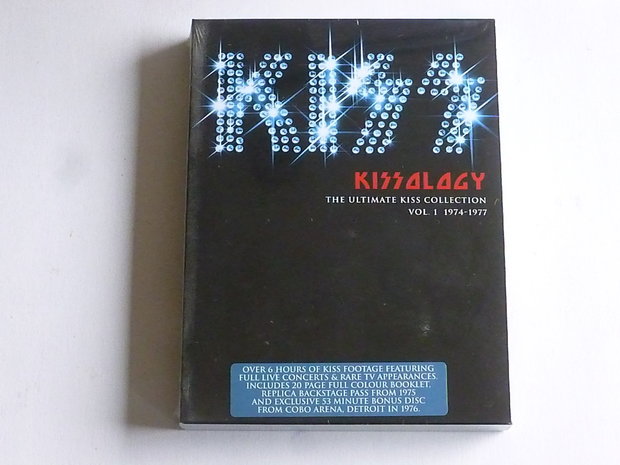 KISS
KISSOLOGY
THE ULTIMATE KISS COLLECTION
VOL. 1 1974-1977
OVER 6 HOURS OF KISS FOOTAGE FEATURING
FULL LIVE CONCERTS & RARE TV APPEARANCES.
INCLUDES 20 PAGE FULL COLOUR BOOKLET,
REPLICA BACKSTAGE PASS FROM 1975
AND EXCLUSIVE 53 MINUTE BONUS DISC
FROM COBO ARENA, DETROIT IN 1976.